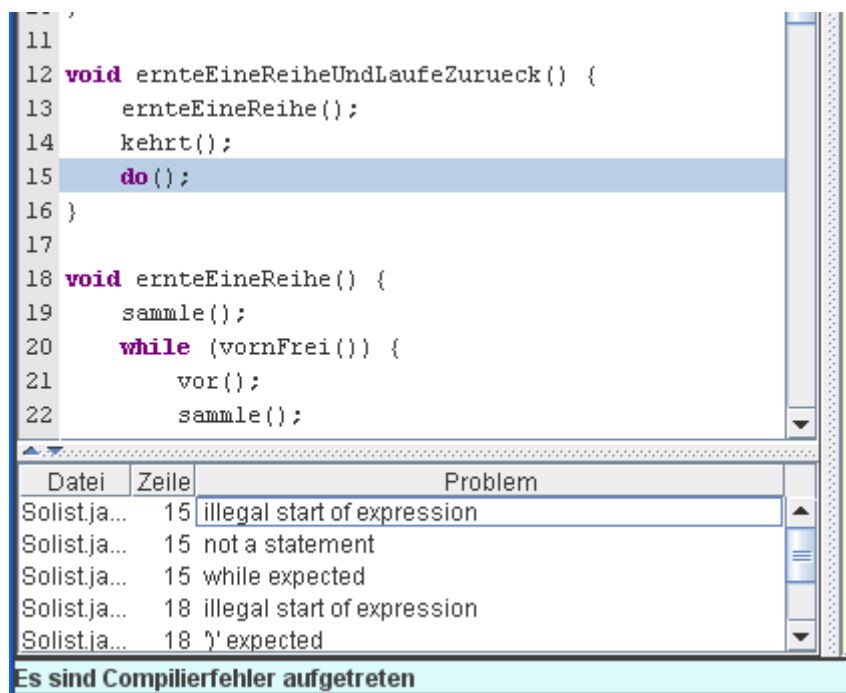 11
12 void ernteEineReiheUndLaufeZurueck() {
13 ernteEineReihe();
14 kehrt();
15 do();
16 }
17
18 void ernteEineReihe() {
19 sammle();
20 while (vornFrei()) {
21 vor();
22 sammle();
Datei Zeile Problem
Solist.ja... 15 illegal start of expression
Solist.ja... 15 not a statement
Solist.ja... 15 while expected
Solist.ja... 18 illegal start of expression
Solist.ja... 18 ')' expected
Es sind Compilierfehler aufgetreten